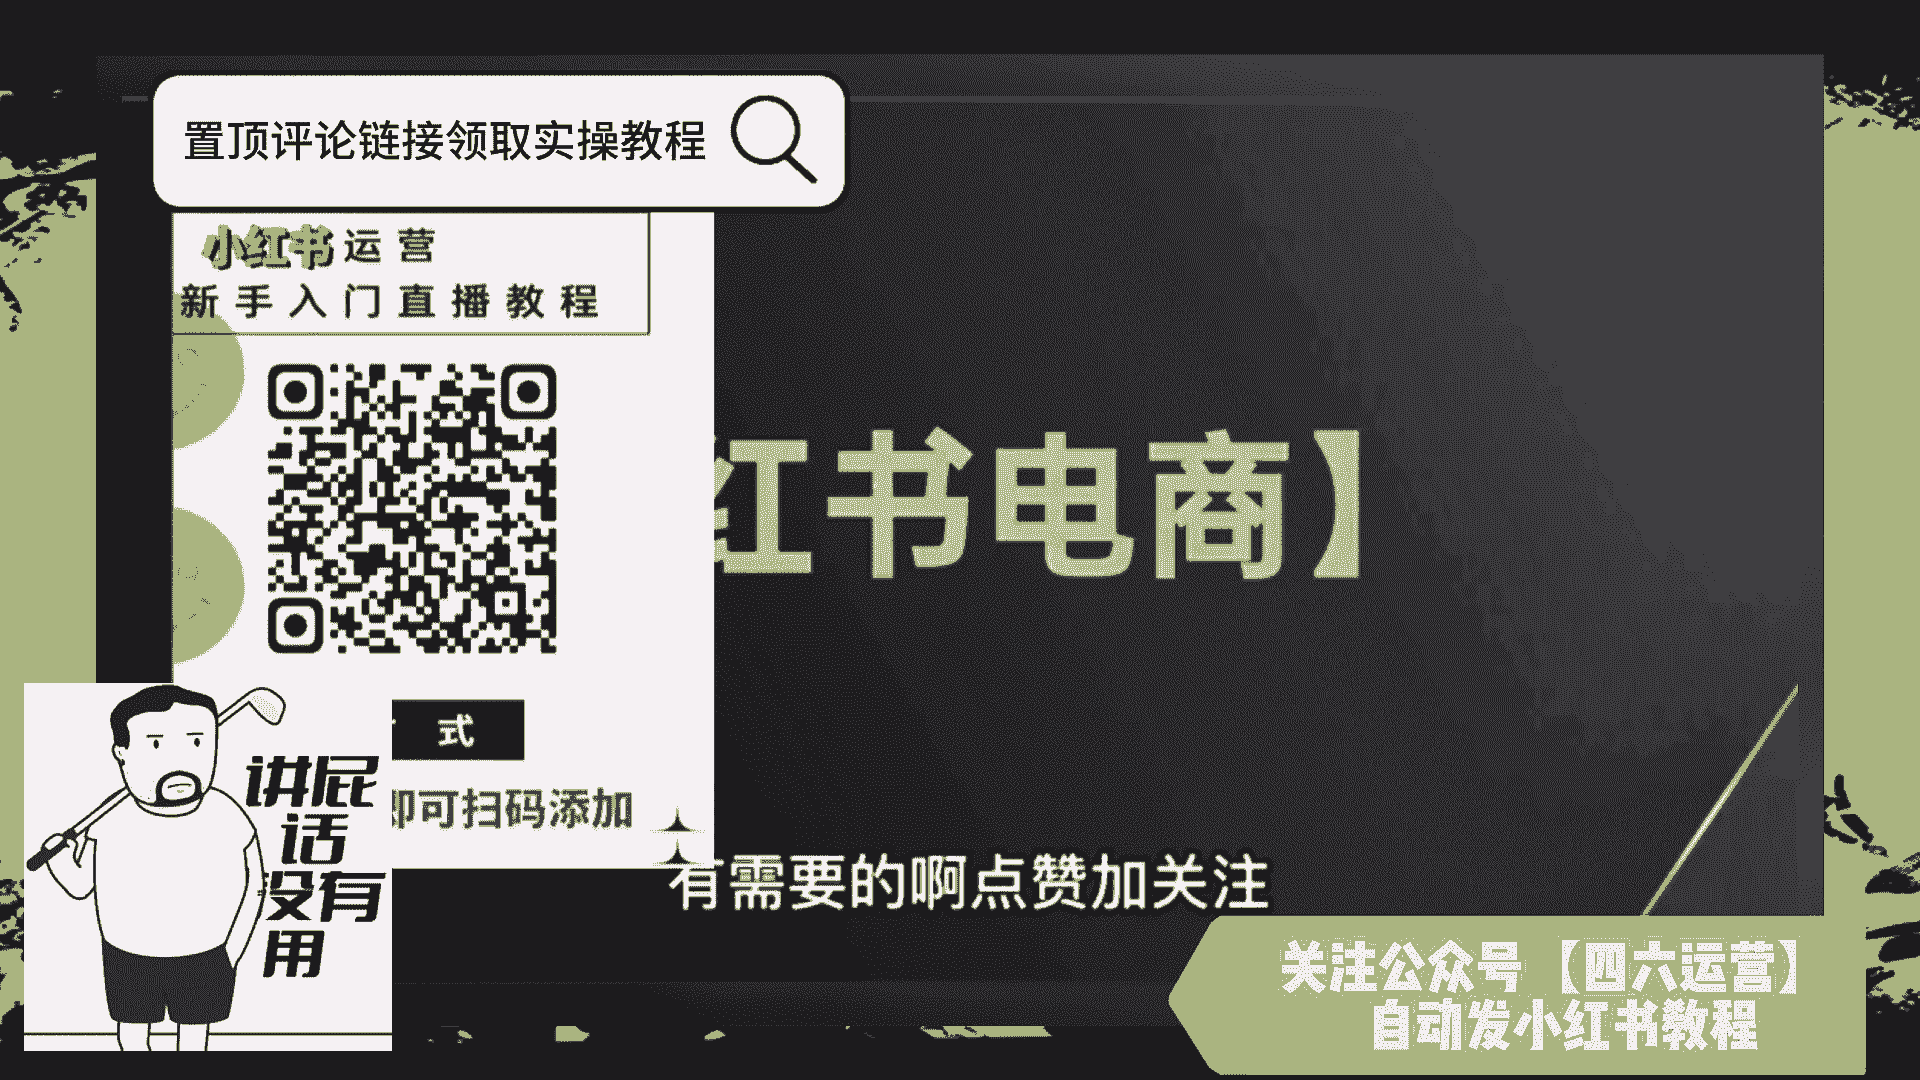 置顶评论链接领取实操教程
小红书运营
新手入门直播教程
红书电商】
式
即可扫码添加
讲屁
话
没有
用
有需要的啊点赞加关注
关注公众号【四六运营】
自动发小红书教程